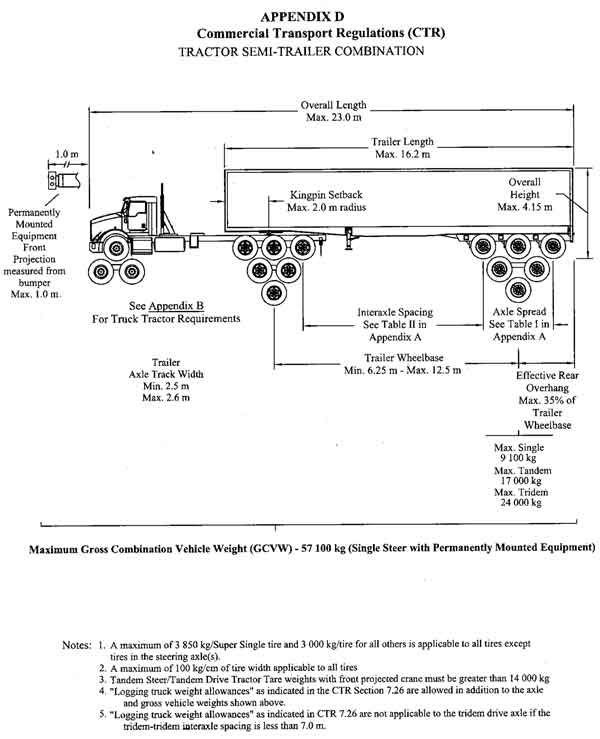 APPENDIX D
Commercial Transport Regulations (CTR)
TRACTOR SEMI-TRAILER COMBINATION
Overall Length
Max. 23.0 m
Trailer Length
Max. 16.2 m
1.0 m
Kingpin Setback
Max. 2.0 m radius
Overall
Height
Max. 4.15 m
Permanently
Mounted
Equipment
Front
Projection
measured from
bumper
Max. 1.0 m.
See Appendix B
For Truck Tractor Requirements
Interaxle Spacing
See Table II in
Appendix A
Axle Spread
See Table I in
Appendix A
Trailer
Axle Track Width
Min. 2.5 m
Max. 2.6 m
Trailer Wheelbase
Min. 6.25 m - Max. 12.5 m
Effective Rear
Overhang
Max. 35% of
Trailer
Wheelbase
Max. Single
9 100 kg
Max. Tandem
17 000 kg
Max. Tridem
24 000 kg
Maximum Gross Combination Vehicle Weight (GCVW) - 57 100 kg (Single Steer with Permanently Mounted Equipment)
Notes: 1. A maximum of 3 850 kg/Super Single tire and 3 000 kg/tire for all others is applicable to all tires except
tires in the steering axle(s).
2. A maximum of 100 kg/cm of tire width applicable to all tires
3. Tandem Steer/Tandem Drive Tractor Tare weights with front projected crane must be greater than 14 000 kg
4. "Logging truck weight allowances" as indicated in the CTR Section 7.26 are allowed in addition to the axle
and gross vehicle weights shown above.
5. "Logging truck weight allowances" as indicated in CTR 7.26 are not applicable to the tridem drive axle if the
tridem-tridem interaxle spacing is less than 7.0 m.